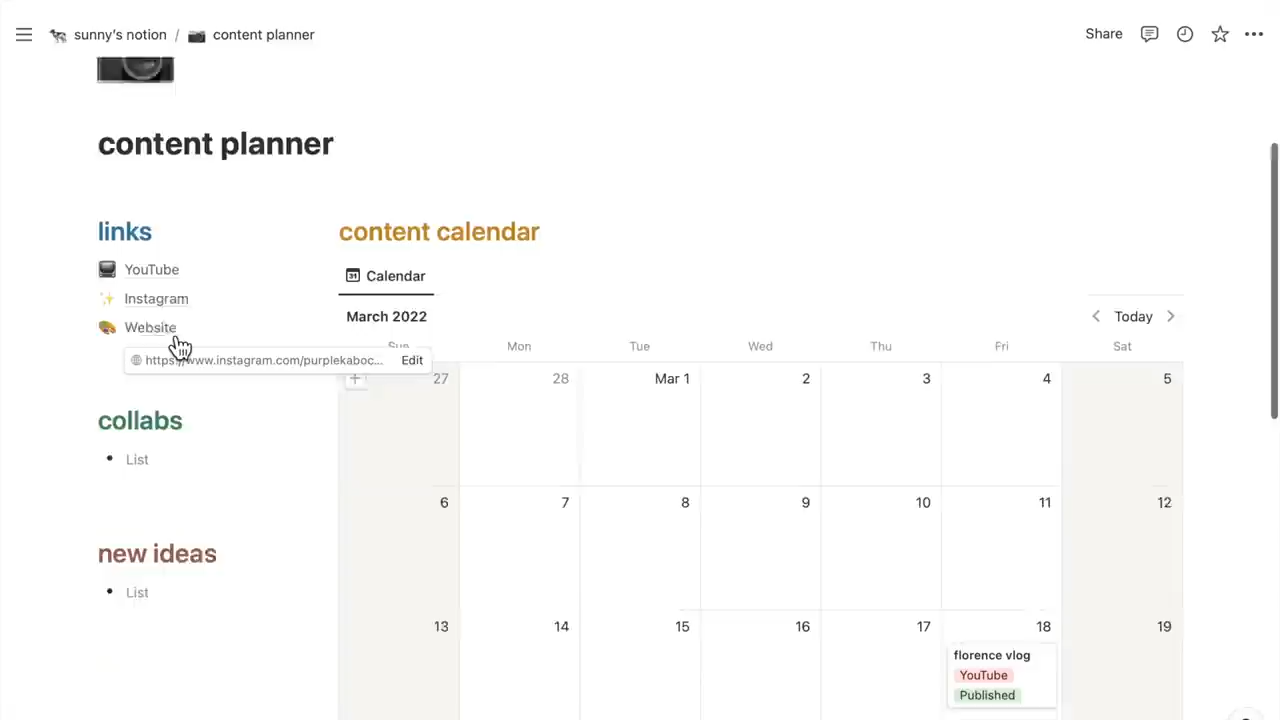 sunny's notion / content planner
Share
content planner
links
YouTube
Instagram
Website
https://www.instagram.com/purplekaboc... Edit
collabs
List
new ideas
List
content calendar
Calendar
March 2022
Today
Sun Mon Tue Wed Thu Fri Sat
27 28 Mar 1 2 3 4 5
6 7 8 9 10 11 12
13 14 15 16 17 18 19
florence vlog
YouTube
Published